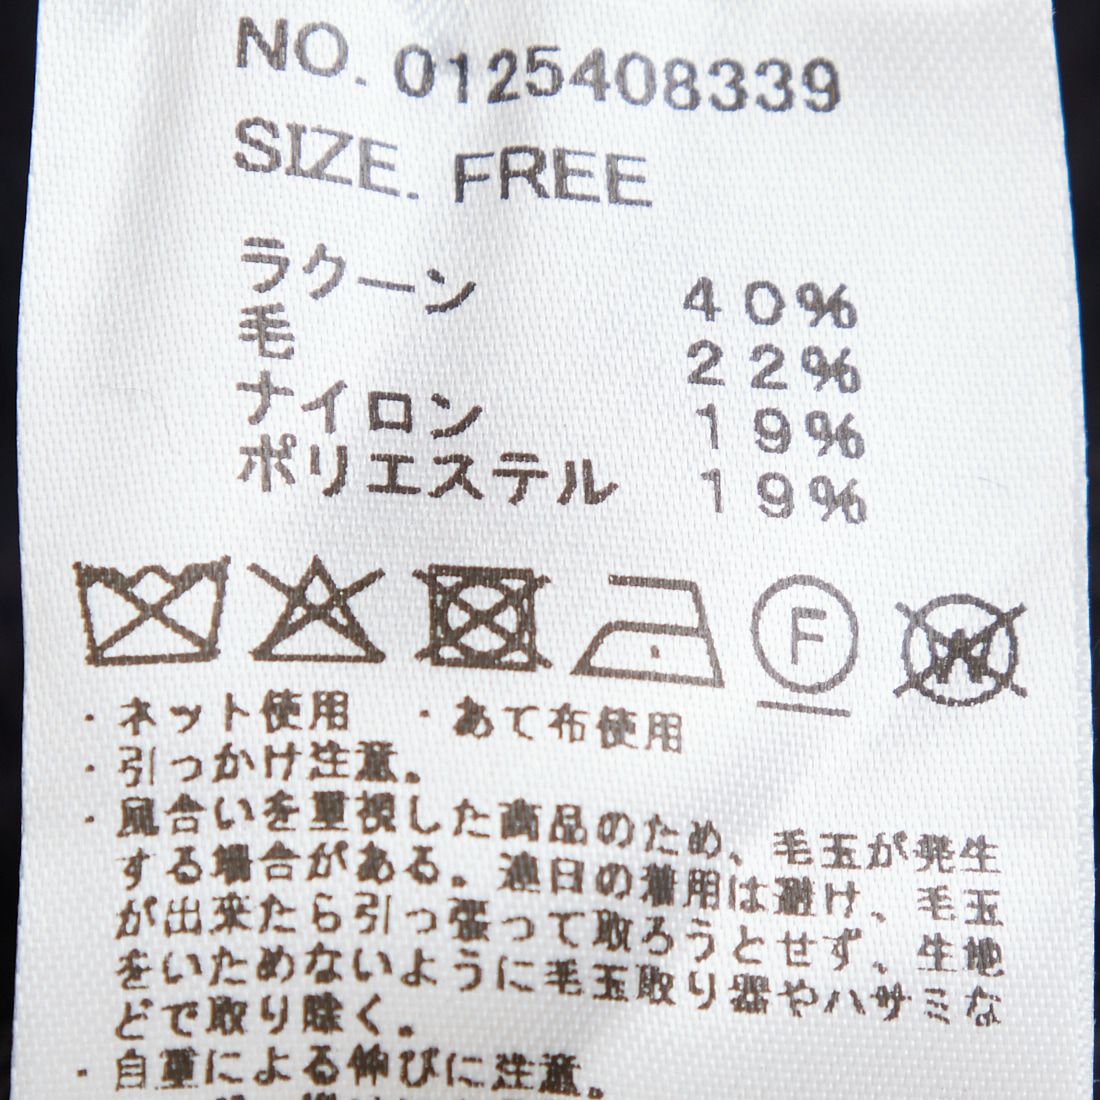 NO. 0125408339
SIZE. FREE
ラクーン 40%
毛 22%
ナイロン 19%
ポリエステル 19%
F W
・ネット使用 ・あて布使用
・引っかけ注意。
・風合いを重視した商品のため、毛玉が発生
する場合がある。連日の着用は避け、毛玉
が出来たら引っ張って取ろうとせず、生地
をいためないように毛玉取り器やハサミな
どで取り除く。
・自重による伸びに注意。